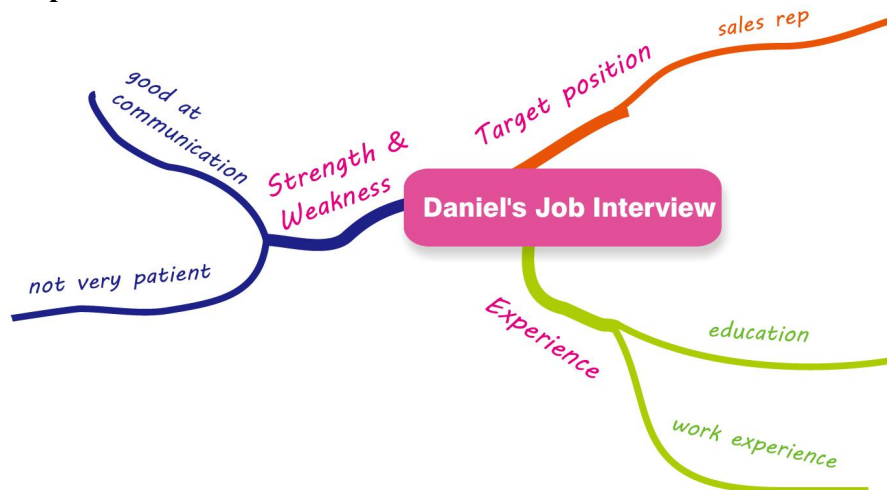 sales rep
Target position
good at
communication
Strength &
Weakness
Daniel's Job Interview
not very patient
Experience
education
work experience